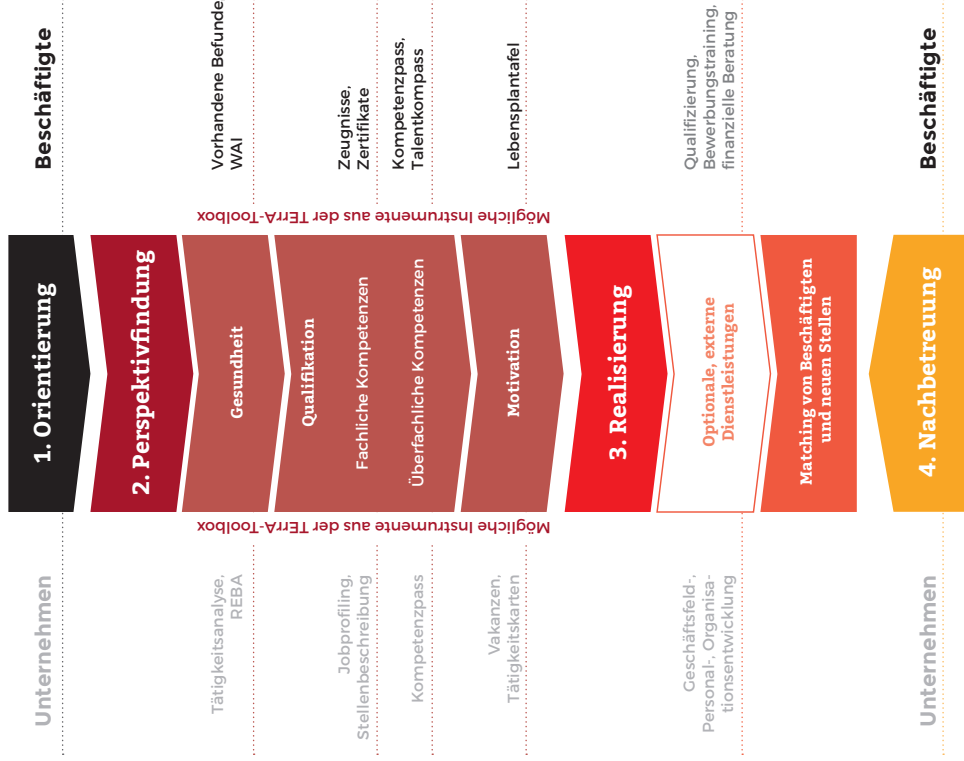 Unternehmen
1. Orientierung
Beschäftigte
2. Perspektivfindung
Mögliche Instrumente aus der TErrA-Toolbox
Mögliche Instrumente aus der TErrA-Toolbox
Tätigkeitsanalyse,
REBA
Gesundheit
Vorhandene Befunde,
WAI
Qualifikation
Jobprofiling,
Stellenbeschreibung
Fachliche Kompetenzen
Zeugnisse,
Zertifikate
Kompetenzpass
Überfachliche Kompetenzen
Kompetenzpass,
Talentkompass
Vakanzen,
Tätigkeitskarten
Motivation
Lebensplantafel
3. Realisierung
Geschäftsfeld-,
Personal-, Organisa-
tionsentwicklung
Optionale, externe
Dienstleistungen
Qualifizierung,
Bewerbungstraining,
finanzielle Beratung
Matching von Beschäftigten
und neuen Stellen
Unternehmen
4. Nachbetreuung
Beschäftigte